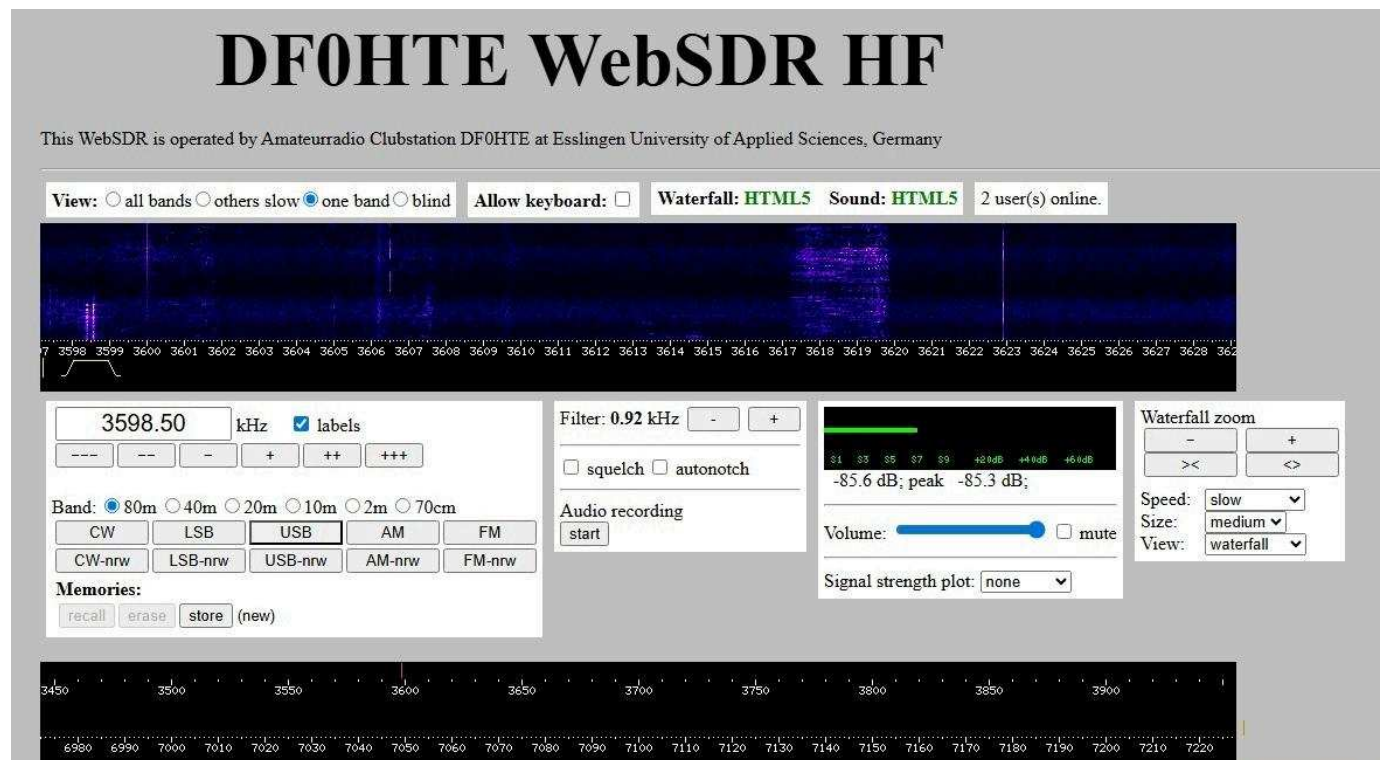 DF0HTE WebSDR HF
This WebSDR is operated by Amateurradio Clubstation DF0HTE at Esslingen University of Applied Sciences, Germany
View: all bands others slow one band blind Allow keyboard: Waterfall: HTML5 Sound: HTML5 2 user(s) online.
7 3598 3599 3600 3601 3602 3603 3604 3605 3606 3607 3608 3609 3610 3611 3612 3613 3614 3615 3616 3617 3618 3619 3620 3621 3622 3623 3624 3625 3626 3627 3628 362
3598.50 kHz labels
--- -- - + ++ +++
Band: 80m 40m 20m 10m 2m 70cm
CW LSB USB AM FM
CW-nrw LSB-nrw USB-nrw AM-nrw FM-nrw
Memories:
recall erase store (new)
Filter: 0.92 kHz - +
squelch autonotch
Audio recording
start
S1 S3 S5 S7 S9 +20dB +40dB +60dB
-85.6 dB; peak -85.3 dB;
Volume: mute
Signal strength plot: none
Waterfall zoom
- +
>< <>
Speed: slow
Size: medium
View: waterfall
3450 3500 3550 3600 3650 3700 3750 3800 3850 3900
6980 6990 7000 7010 7020 7030 7040 7050 7060 7070 7080 7090 7100 7110 7120 7130 7140 7150 7160 7170 7180 7190 7200 7210 7220